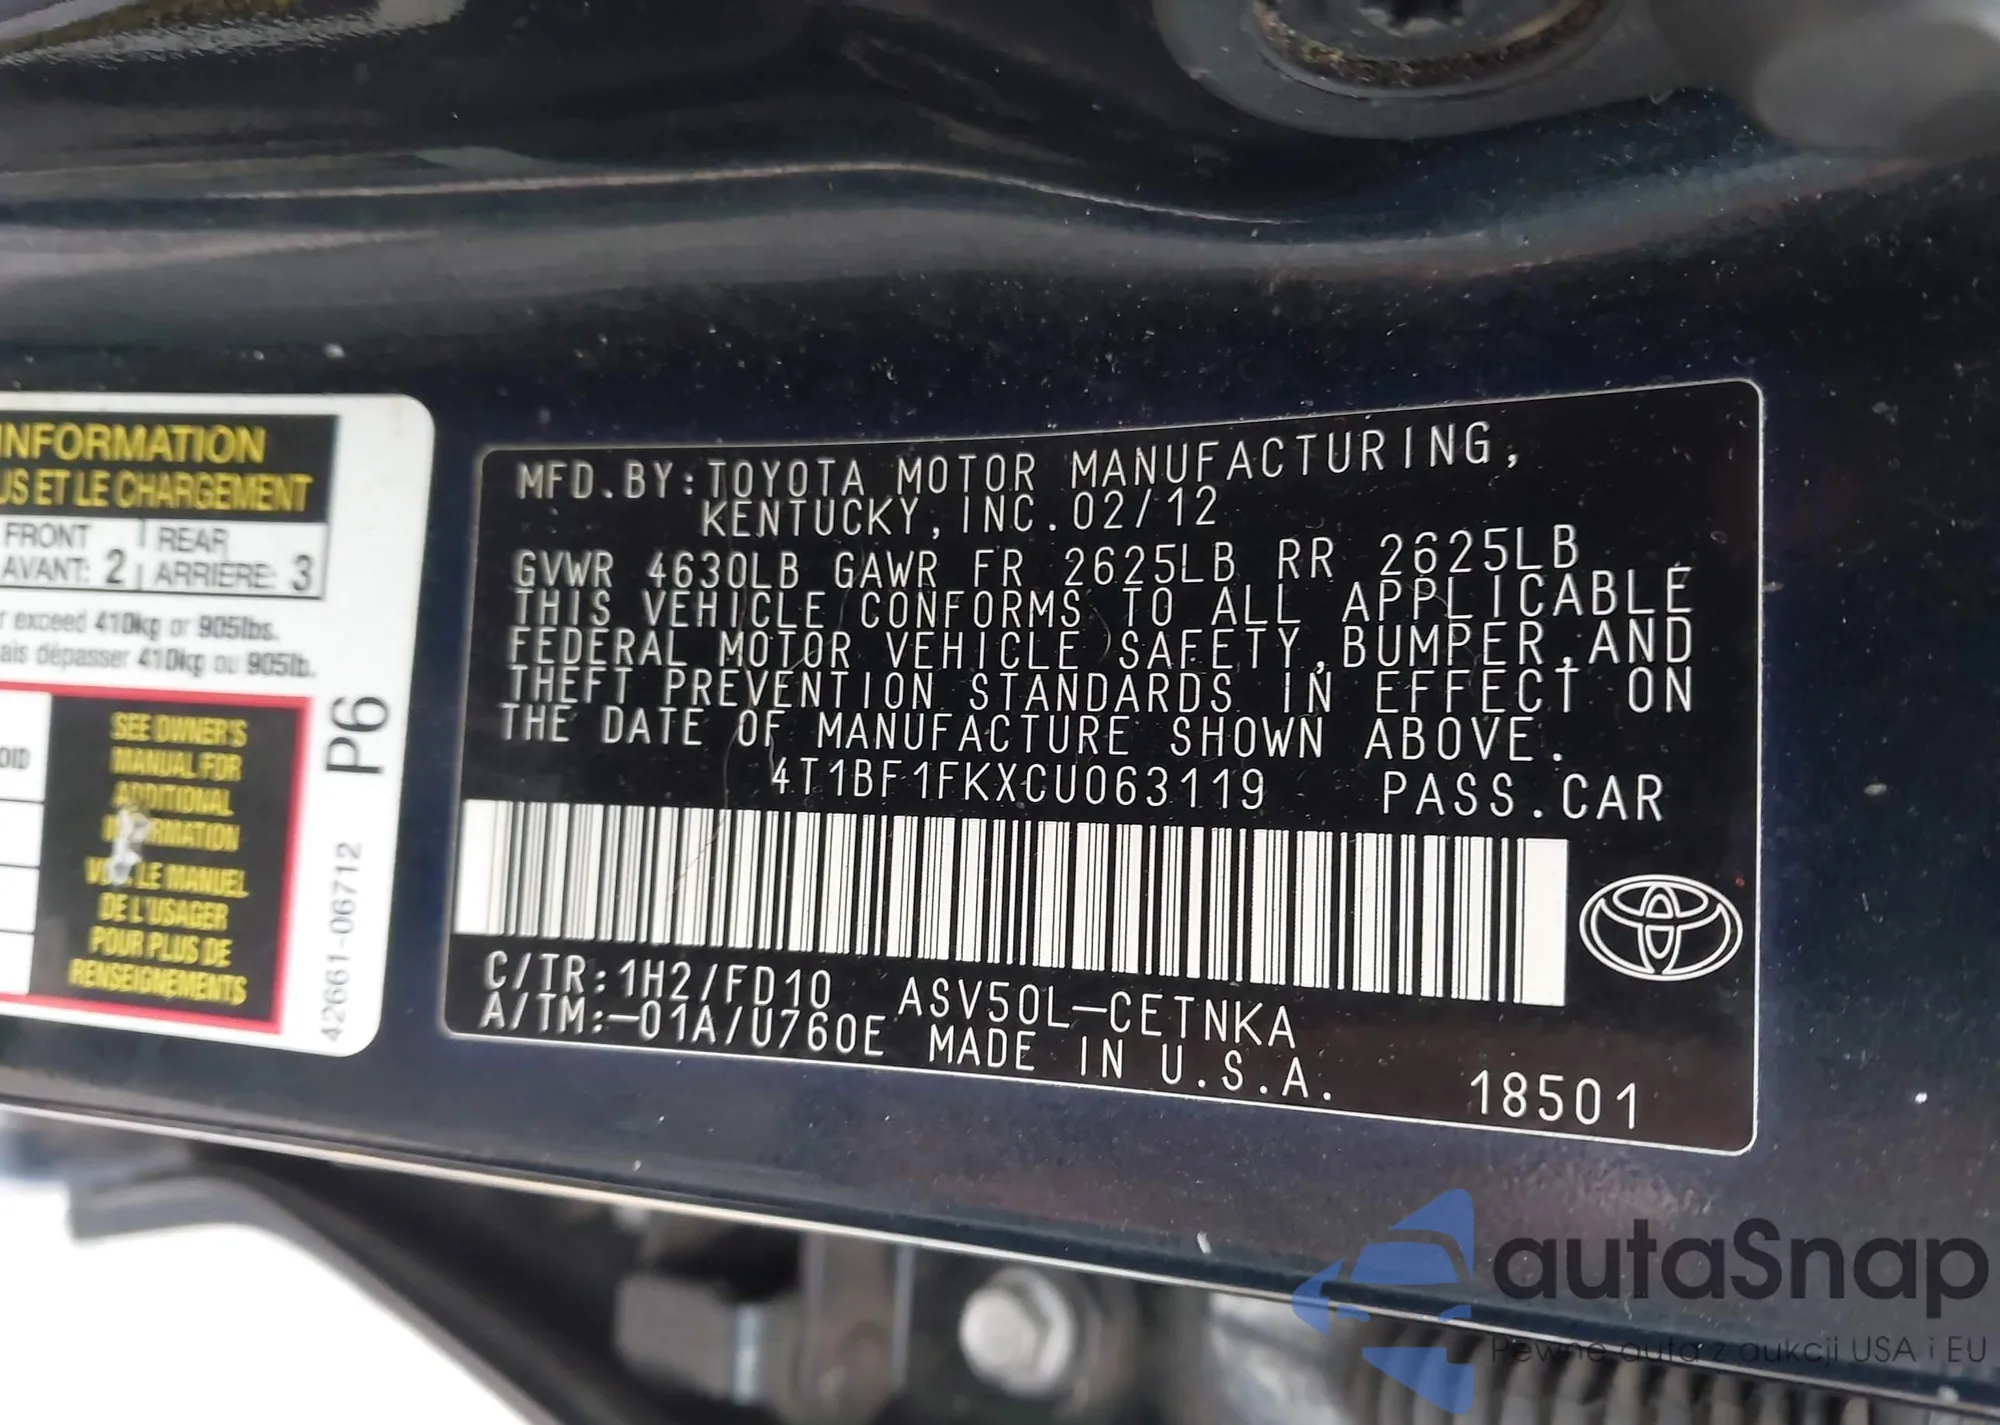 INFORMATION
US ET LE CHARGEMENT
FRONT
AVANT: 2
REAR
ARRIÈRE: 3
exceed 410kg or 905lbs.
ais dépasser 410kg ou 905lb.
OID
SEE OWNER'S
MANUAL FOR
ADDITIONAL
INFORMATION
LE MANUEL
DE L'USAGER
POUR PLUS DE
RENSEIGNEMENTS
P6
42661-06712
MFD.BY:TOYOTA MOTOR MANUFACTURING,
KENTUCKY,INC.02/12
GVWR 4630LB GAWR FR 2625LB RR 2625LB
THIS VEHICLE CONFORMS TO ALL APPLICABLE
FEDERAL MOTOR VEHICLE SAFETY,BUMPER,AND
THEFT PREVENTION STANDARDS IN EFFECT ON
THE DATE OF MANUFACTURE SHOWN ABOVE.
4T1BF1FKXCU063119 PASS.CAR
C/TR:1H2/FD10 ASV50L-CETNKA
A/TM:-01A/U760E MADE IN U.S.A.
18501
autaSnap
Pewne auta z aukcji USA i EU